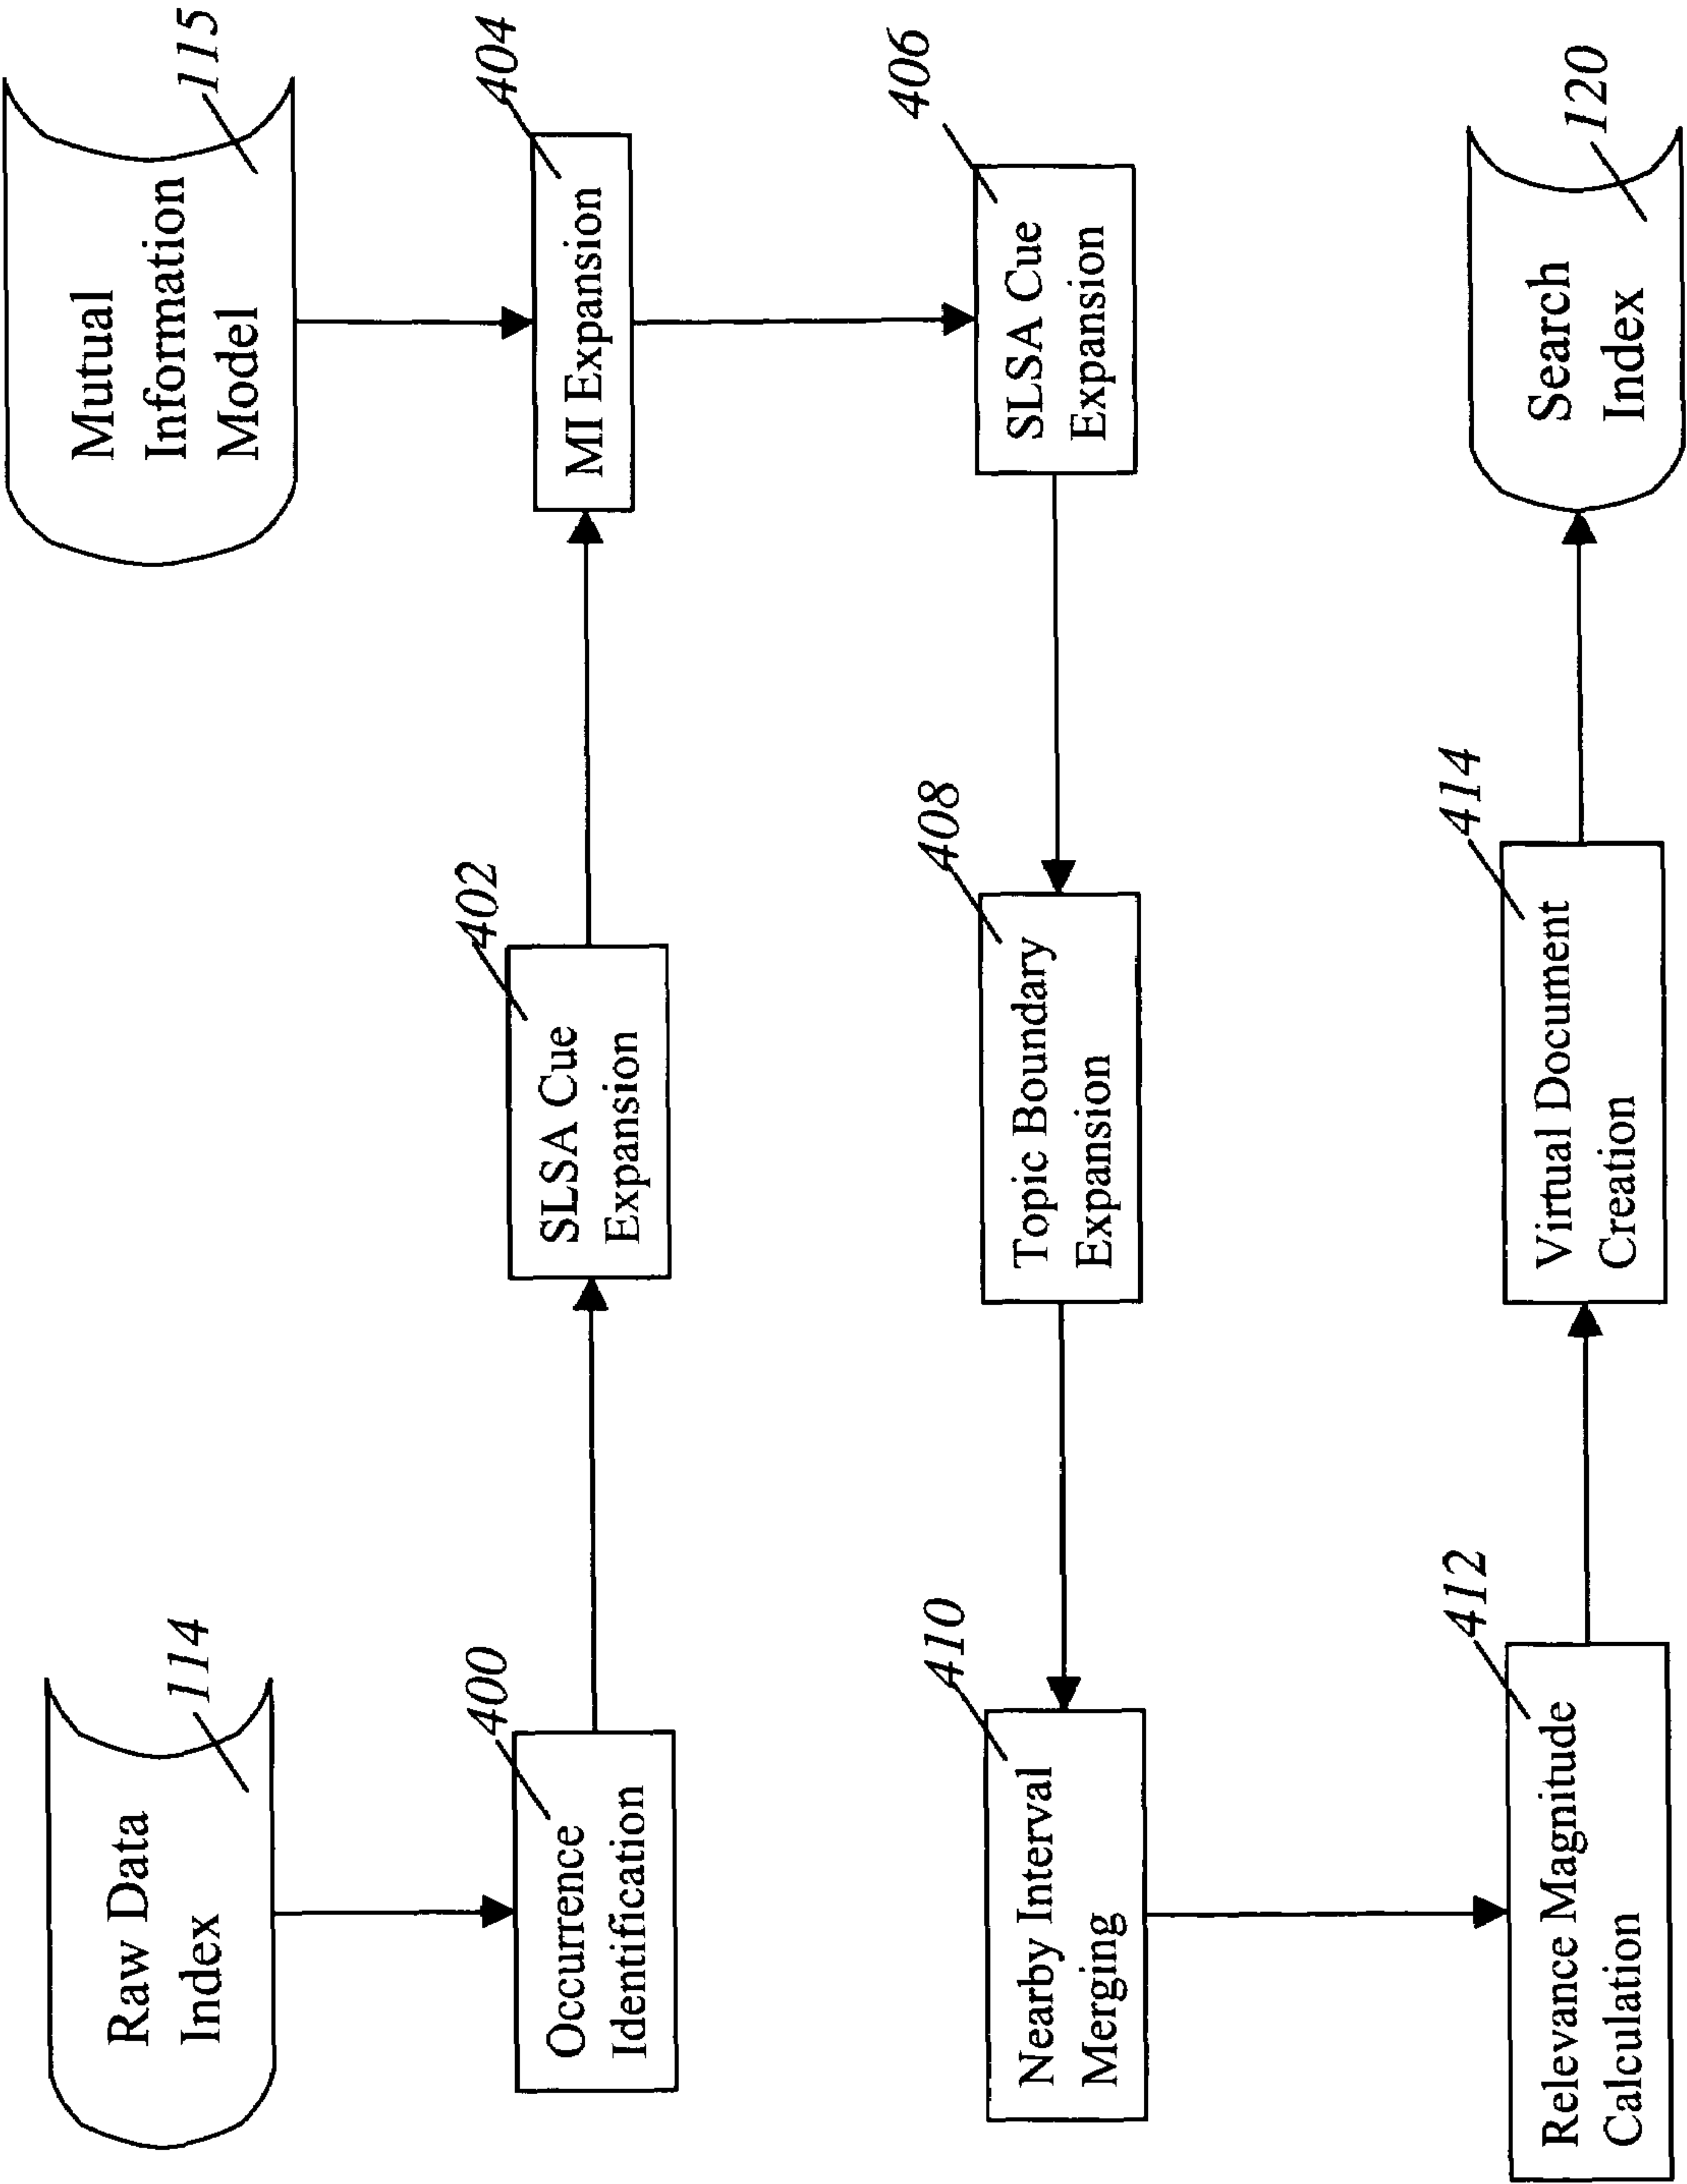 Raw Data
Index
114
Mutual
Information
Model
115
Occurrence
Identification
400
SLSA Cue
Expansion
402
MI Expansion
404
SLSA Cue
Expansion
406
Topic Boundary
Expansion
408
Nearby Interval
Merging
410
Relevance Magnitude
Calculation
412
Virtual Document
Creation
414
Search
Index
120